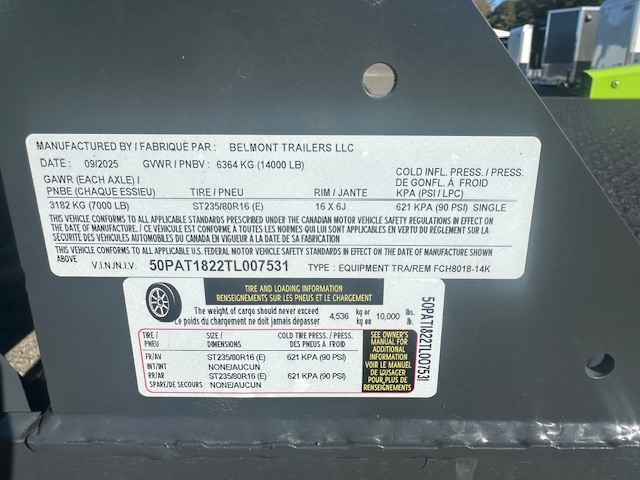 MANUFACTURED BY / FABRIQUÉ PAR : BELMONT TRAILERS LLC
DATE : 09/2025 GVWR / PNBV : 6364 KG (14000 LB)
GAWR (EACH AXLE) / PNBE (CHAQUE ESSIEU) TIRE / PNEU RIM / JANTE COLD INFL. PRESS. / PRESS. DE GONFL. À FROID KPA (PSI / LPC)
3182 KG (7000 LB) ST235/80R16 (E) 16 X 6J 621 KPA (90 PSI) SINGLE
THIS VEHICLE CONFORMS TO ALL APPLICABLE STANDARDS PRESCRIBED UNDER THE CANADIAN MOTOR VEHICLE SAFETY REGULATIONS IN EFFECT ON THE
DATE OF MANUFACTURE / CE VÉHICULE EST CONFORME À TOUTES LES NORMES QUI LUI SONT APPLICABLES EN VERTU DU RÈGLEMENT SUR LA
SÉCURITÉ DES VÉHICULES AUTOMOBILES DU CANADA EN VIGUEUR À LA DATE DE SA FABRICATION
THIS VEHICLE CONFORMS TO ALL APPLICABLE FEDERAL MOTOR VEHICLE SAFETY STANDARDS IN EFFECT ON THE DATE OF MANUFACTURE SHOWN
ABOVE
V.I.N./N.I.V. 50PAT1822TL007531 TYPE : EQUIPMENT TRA/REM FCH8018-14K
TIRE AND LOADING INFORMATION
RENSEIGNEMENTS SUR LES PNEUS ET LE CHARGEMENT
The weight of cargo should never exceed
Le poids du chargement ne doit jamais dépasser 4,536 kg or kg ou 10,000 lbs. lb.
TIRE / PNEU SIZE / DIMENSIONS COLD TIRE PRESS. / PRESS. DES PNEUS À FROID
FR/AV ST235/80R16 (E) 621 KPA (90 PSI)
INT/INT NONE/AUCUN
RR/AR ST235/80R16 (E) 621 KPA (90 PSI)
SPARE/DE SECOURS NONE/AUCUN
SEE OWNER'S
MANUAL FOR
ADDITIONAL
INFORMATION
VOIR LE MANUEL
DE L'USAGER
POUR PLUS DE
RENSEIGNEMENTS
50PAT1822TL007531